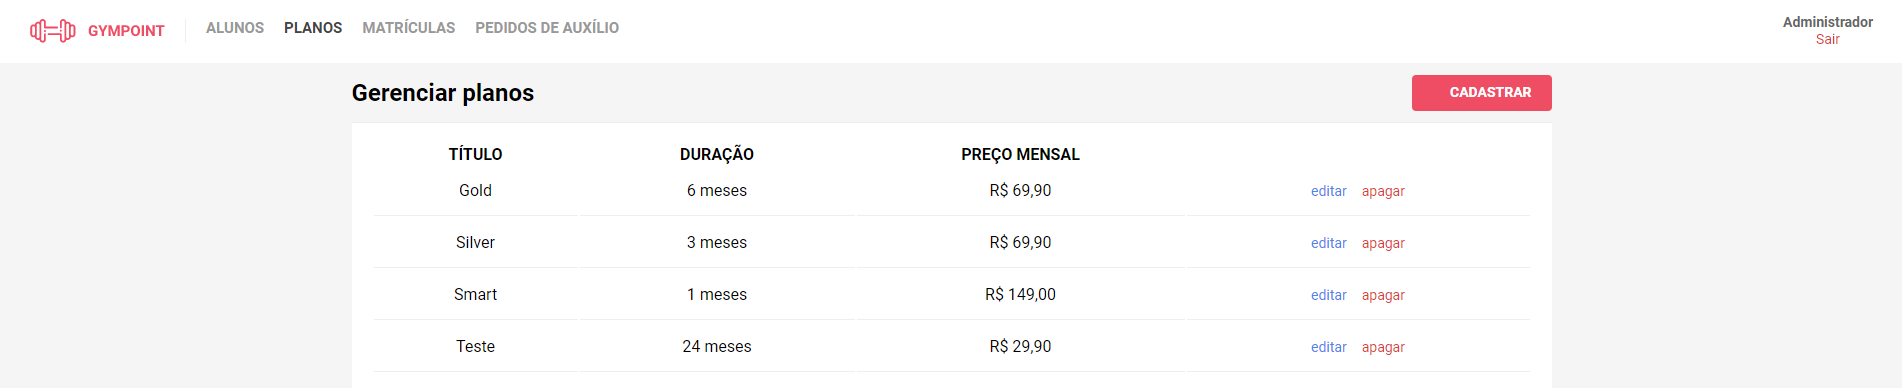 GYMPOINT ALUNOS PLANOS MATRÍCULAS PEDIDOS DE AUXÍLIO Administrador
Sair
Gerenciar planos CADASTRAR
TÍTULO DURAÇÃO PREÇO MENSAL
Gold 6 meses R$ 69,90 editar apagar
Silver 3 meses R$ 69,90 editar apagar
Smart 1 meses R$ 149,00 editar apagar
Teste 24 meses R$ 29,90 editar apagar